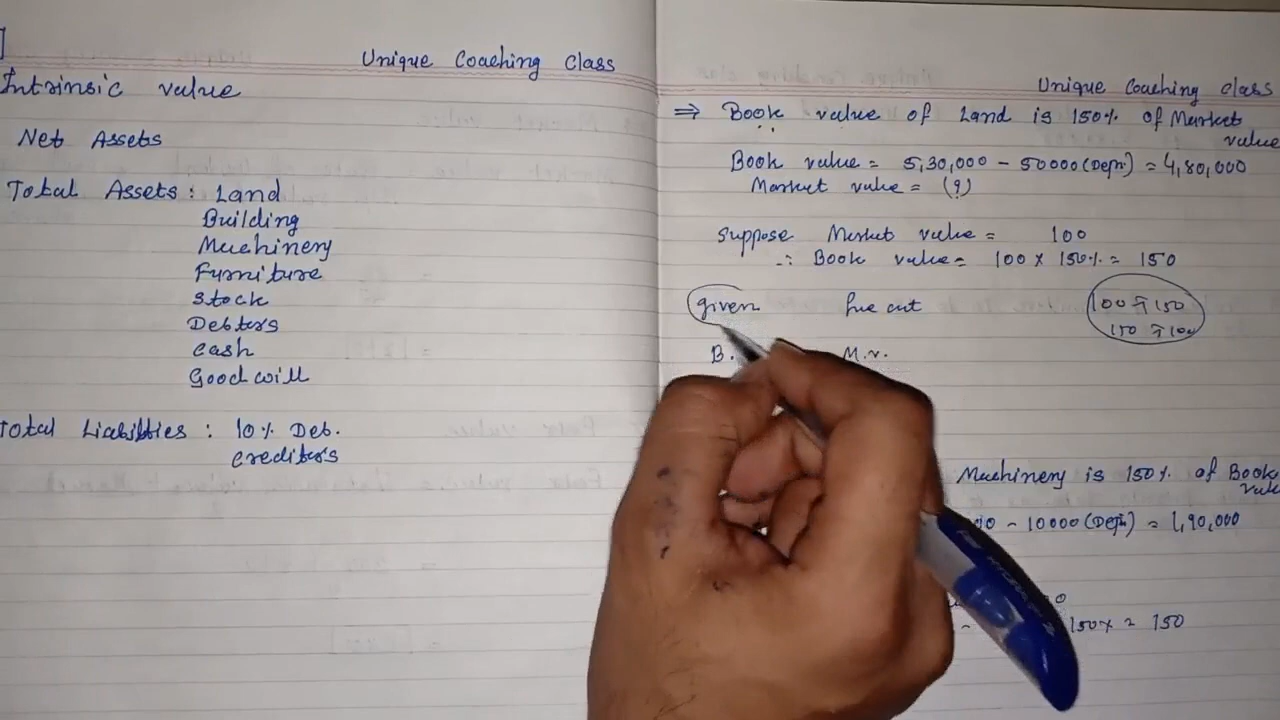 Unique Coaching Class
Intrinsic value
Net Assets
Total Assets : Land
Building
Machinery
Furniture
Stock
Debtors
Cash
Goodwill
Total Liabilities : 10% Deb.
Creditors
Unique Coaching Class
⇒ Book value of Land is 150% of Market value
Book value = 5,30,000 - 50000 (Depr.) = 4,80,000
Market value = (?)
Suppose Market value = 100
∴ Book value = 100 x 150% = 150
given
100 150
150 100
B. M.V.
Machinery is 150% of Book value
- 10000 (Depr.) = 1,90,000
150% = 150